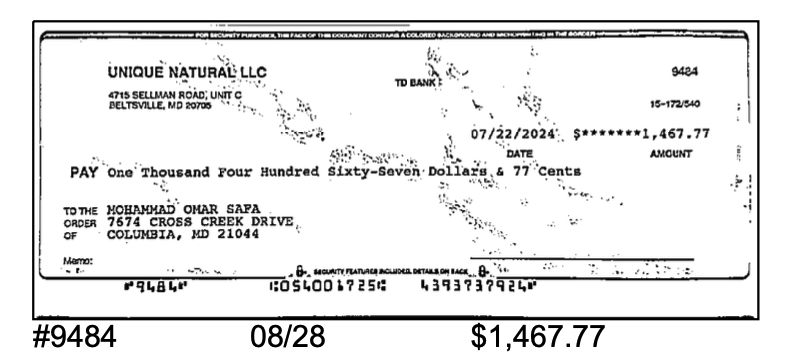 FOR SECURITY PURPOSES, THE FACE OF THIS DOCUMENT CONTAINS A COLORED BACKGROUND AND MICROPRINTING IN THE BORDER
UNIQUE NATURAL LLC
TD BANK
9484
4715 SELLMAN ROAD, UNIT C
BELTSVILLE, MD 20705
15-172/540
07/22/2024 $*******1,467.77
DATE AMOUNT
PAY One Thousand Four Hundred Sixty-Seven Dollars & 77 Cents
TO THE ORDER OF
MOHAMMAD OMAR SAFA
7674 CROSS CREEK DRIVE
COLUMBIA, MD 21044
Memo:
SECURITY FEATURES INCLUDED. DETAILS ON BACK.
⑈9484⑈ ⑆054001725⑆ 4393737924⑈
#9484 08/28 $1,467.77